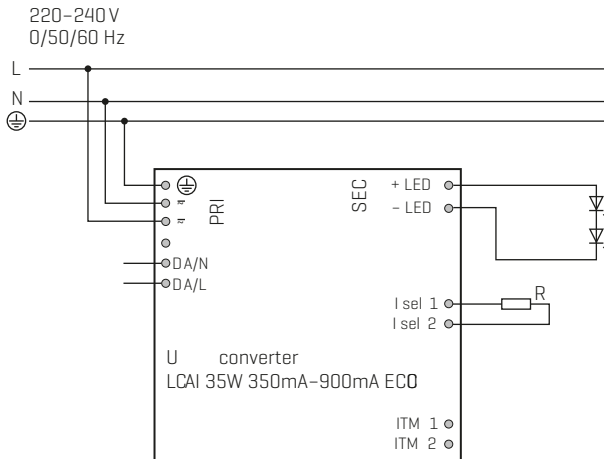 220–240 V
0/50/60 Hz
L
N
PRI
SEC
+ LED
– LED
DA/N
DA/L
I sel 1
R
I sel 2
U converter
LCAI 35W 350mA–900mA ECO
ITM 1
ITM 2